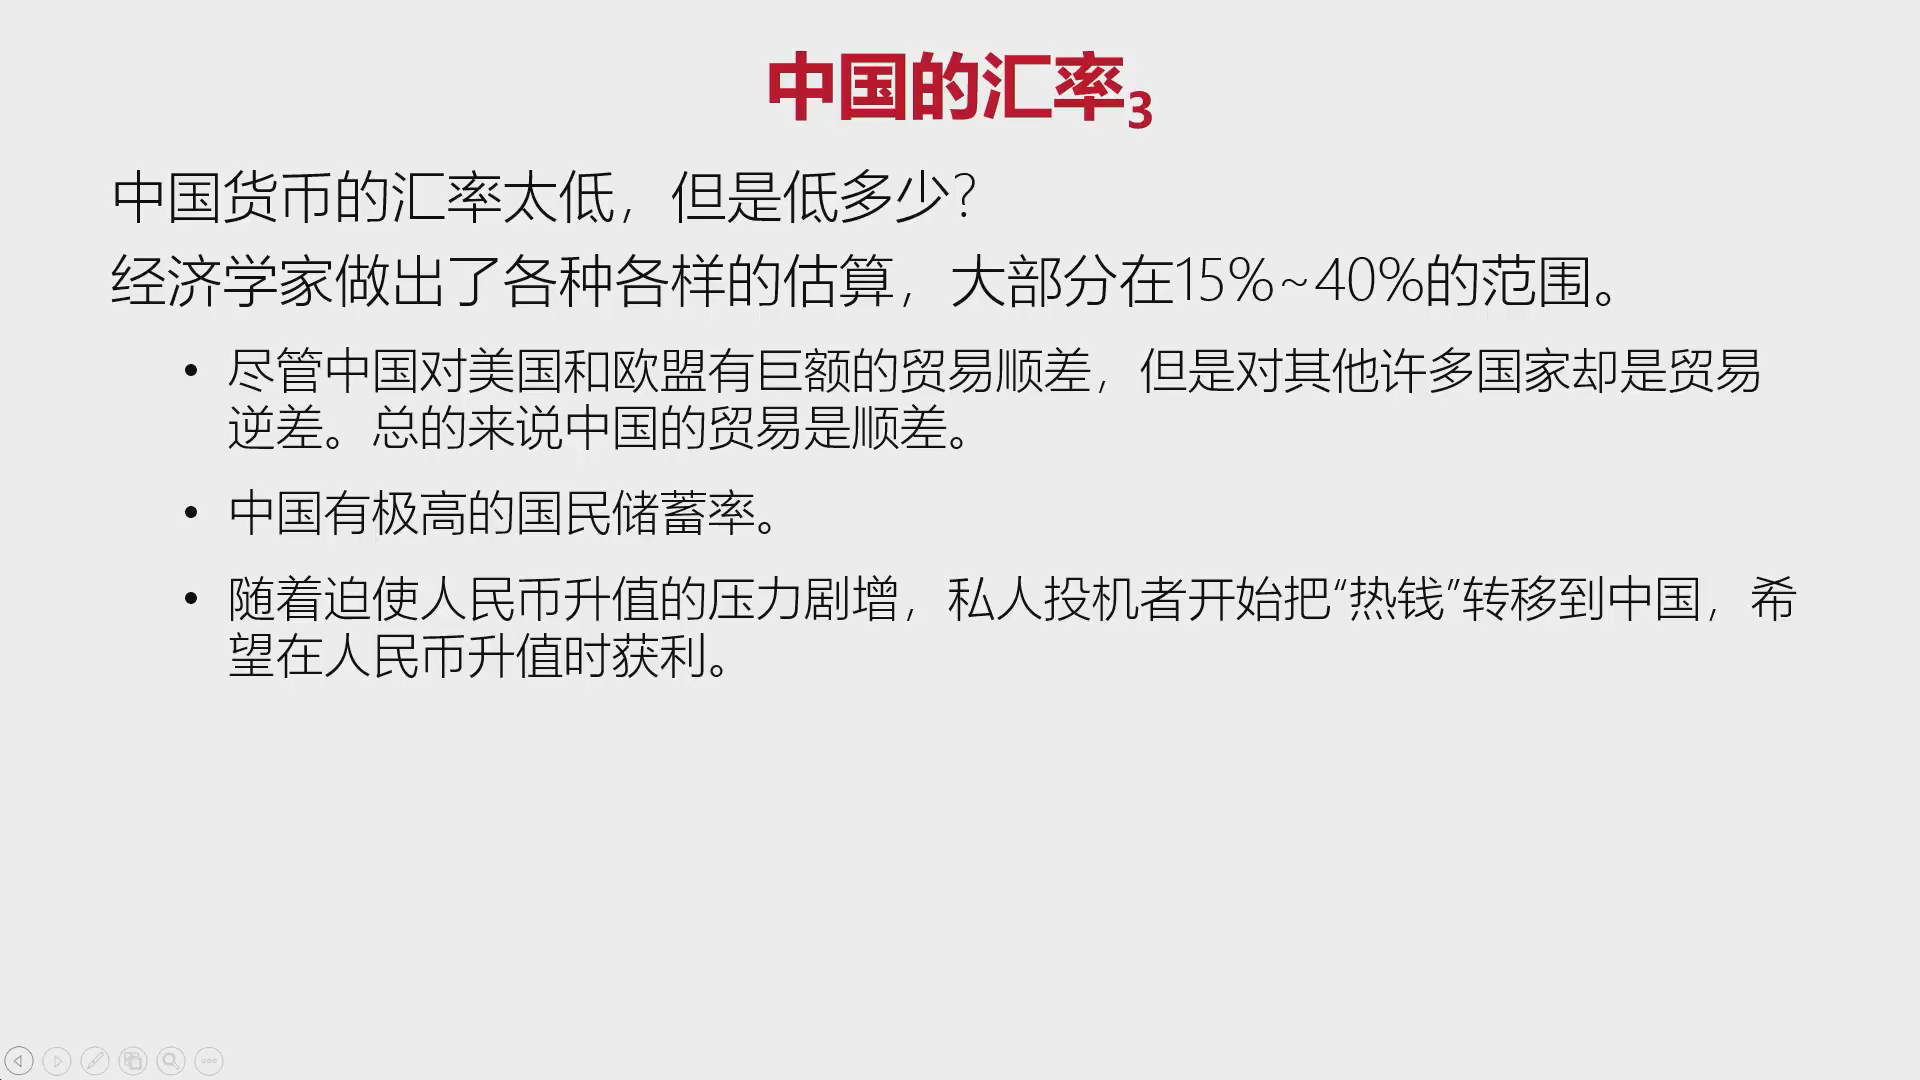 中国的汇率3
中国货币的汇率太低，但是低多少？
经济学家做出了各种各样的估算，大部分在15%~40%的范围。
• 尽管中国对美国和欧盟有巨额的贸易顺差，但是对其他许多国家却是贸易
逆差。总的来说中国的贸易是顺差。
• 中国有极高的国民储蓄率。
• 随着迫使人民币升值的压力剧增，私人投机者开始把“热钱”转移到中国，希
望在人民币升值时获利。